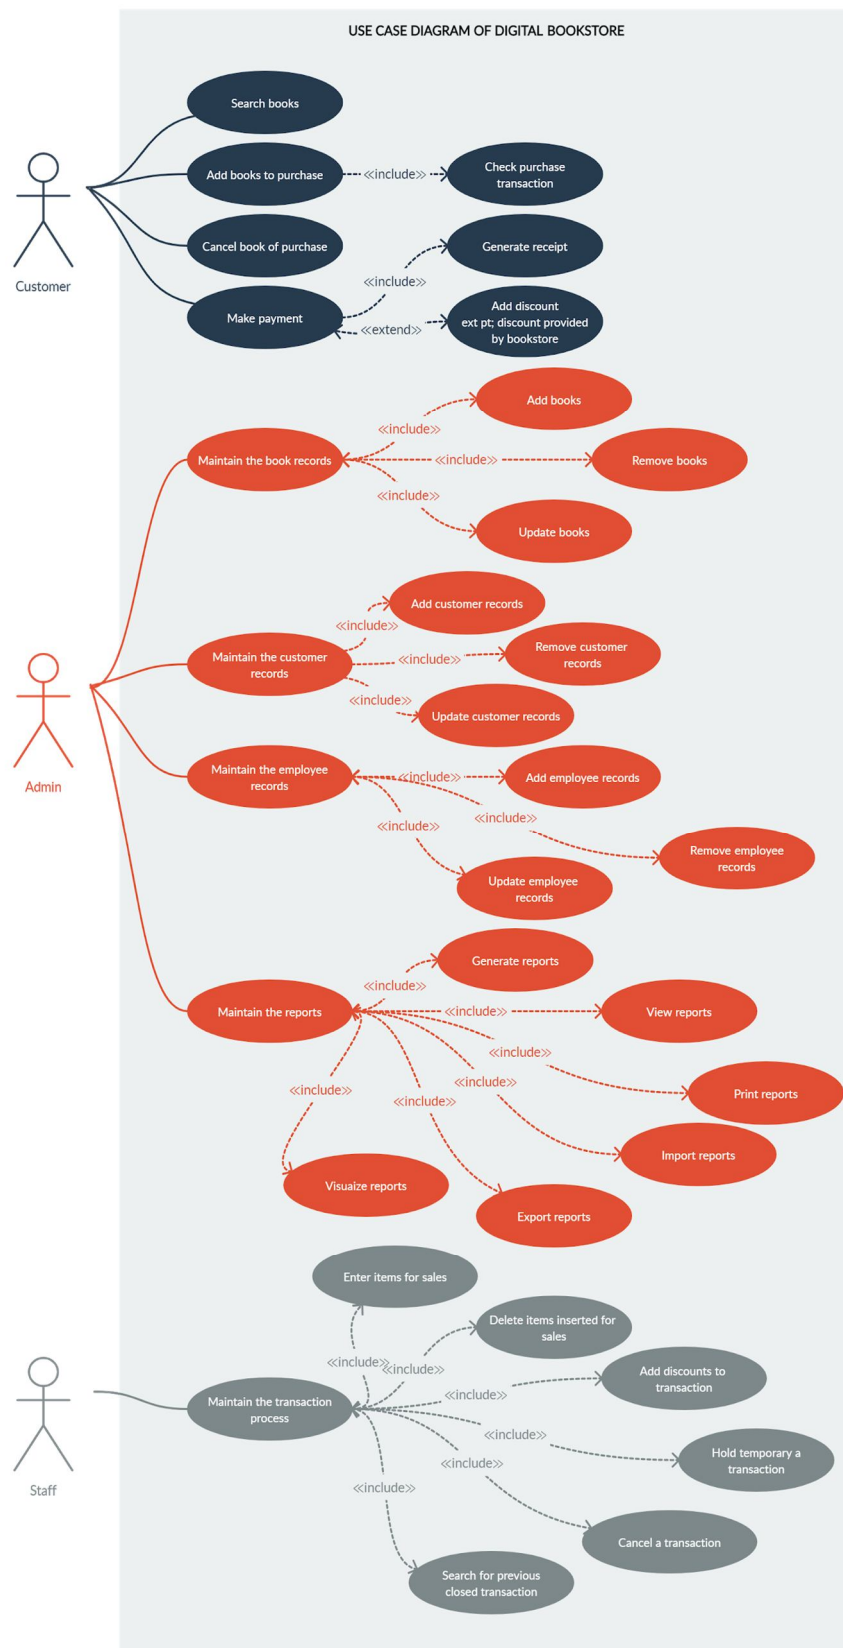 USE CASE DIAGRAM OF DIGITAL BOOKSTORE
Search books
Add books to purchase
«include»
Check purchase
transaction
Customer
Cancel book of purchase
Generate receipt
«include»
Make payment
«extend»
Add discount
ext pt; discount provided
by bookstore
Add books
«include»
Maintain the book records
«include»
Remove books
«include»
Update books
Add customer records
«include»
Maintain the customer
records
«include»
Remove customer
records
«include»
Update customer records
Admin
Maintain the employee
records
«include»
Add employee records
«include»
«include»
Remove employee
records
Update employee
records
Generate reports
«include»
Maintain the reports
«include»
View reports
«include»
«include»
«include»
«include»
Print reports
Import reports
Visuaize reports
Export reports
Enter items for sales
Delete items inserted for
sales
«include»
«include»
Add discounts to
transaction
«include»
Maintain the transaction
process
«include»
Hold temporary a
transaction
«include»
«include»
Staff
Cancel a transaction
Search for previous
closed transaction